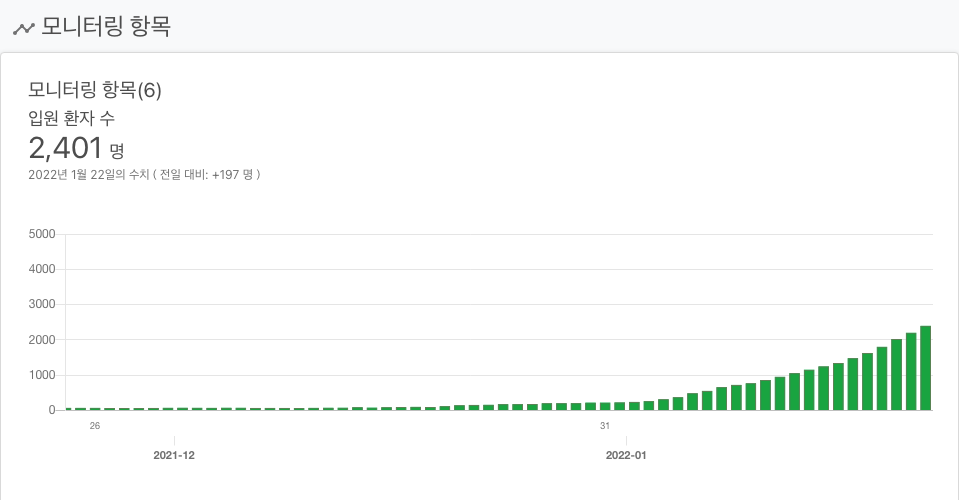 모니터링 항목
모니터링 항목(6)
입원 환자 수
2,401 명
2022년 1월 22일의 수치 ( 전일 대비: +197 명 )
5000
4000
3000
2000
1000
0
26
31
2021-12
2022-01